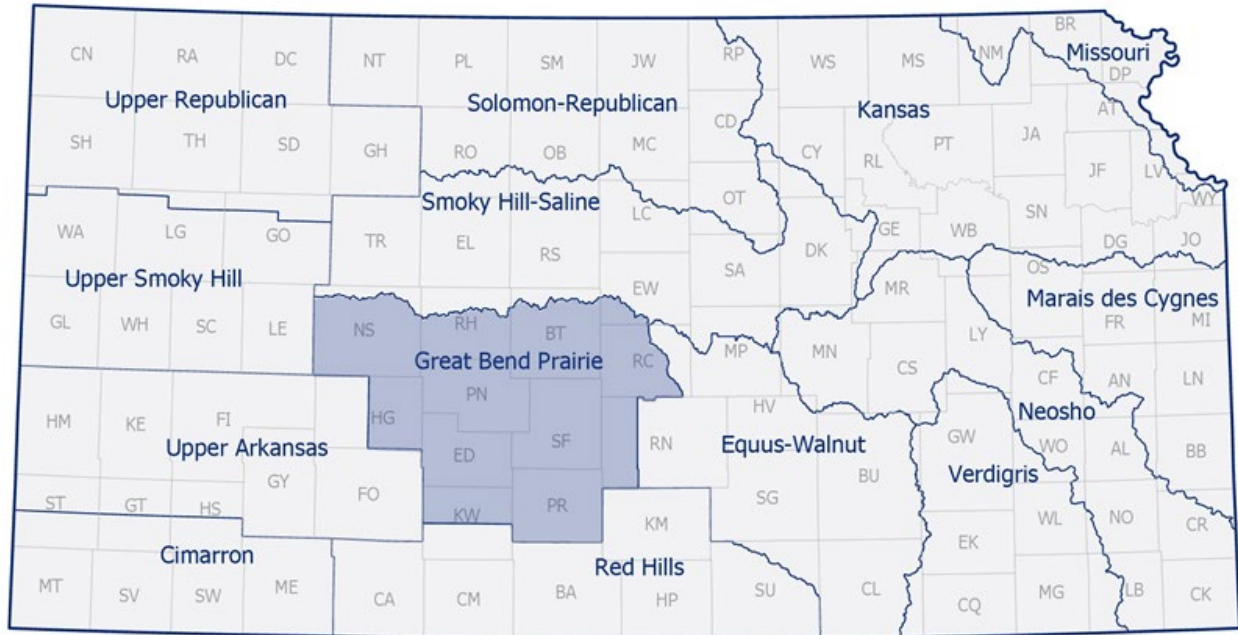 CN RA DC NT PL SM JW RP WS MS NM BR
Missouri
DP
Upper Republican
Solomon-Republican
Kansas
AT
SH TH SD GH RO OB MC CD CY RL PT JA JF LV
WY
Smoky Hill-Saline
WA LG GO TR EL RS LC OT DK GE WB SN DG JO
Upper Smoky Hill
SA
EW
MR
OS
Marais des Cygnes
GL WH SC LE NS RH BT RC MP MN CS LY FR MI
Great Bend Prairie
HM KE FI HG PN HV CF AN LN
Neosho
Upper Arkansas
Equus-Walnut
Verdigris
GY FO ED SF RN SG BU GW WO AL BB
ST GT HS KW PR KM WL NO CR
Cimarron
Red Hills
EK
MT SV SW ME CA CM BA HP SU CL CQ MG LB CK